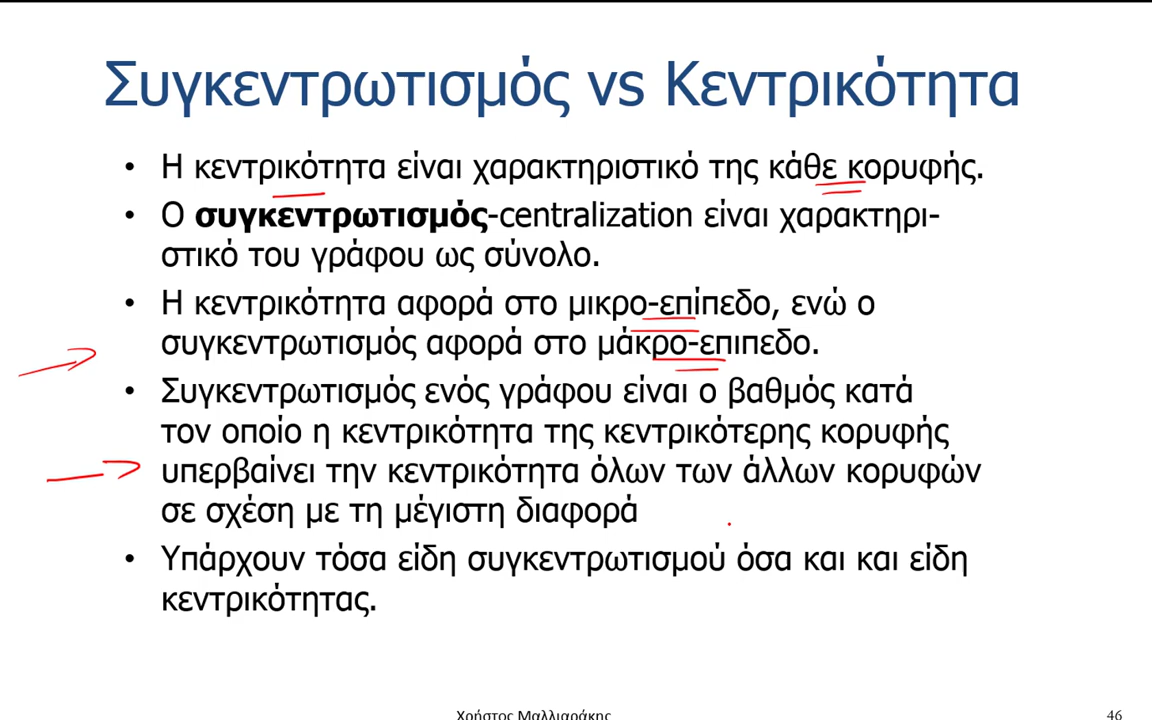 Συγκεντρωτισμός vs Κεντρικότητα
• Η κεντρικότητα είναι χαρακτηριστικό της κάθε κορυφής.
• Ο συγκεντρωτισμός-centralization είναι χαρακτηρι-
στικό του γράφου ως σύνολο.
• Η κεντρικότητα αφορά στο μικρο-επίπεδο, ενώ ο
συγκεντρωτισμός αφορά στο μάκρο-επιπεδο.
• Συγκεντρωτισμός ενός γράφου είναι ο βαθμός κατά
τον οποίο η κεντρικότητα της κεντρικότερης κορυφής
υπερβαίνει την κεντρικότητα όλων των άλλων κορυφών
σε σχέση με τη μέγιστη διαφορά
• Υπάρχουν τόσα είδη συγκεντρωτισμού όσα και και είδη
κεντρικότητας.
Χρήστος Μαλλιαράκης
46